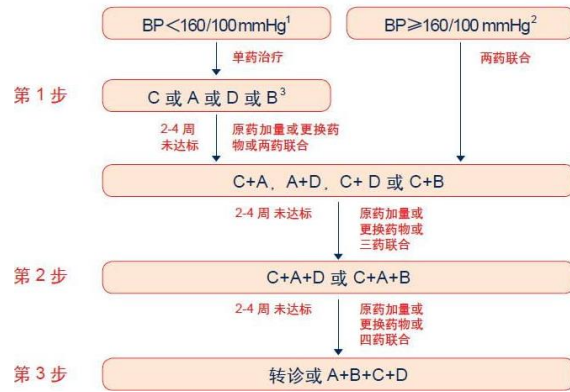 BP＜160/100 mmHg¹
BP≥160/100 mmHg²
单药治疗
两药联合
第 1 步
C 或 A 或 D 或 B³
2-4 周
未达标
原药加量或更换药
物或两药联合
C+A，A+D，C+ D 或 C+B
2-4 周 未达标
原药加量或
更换药物或
三药联合
第 2 步
C+A+D 或 C+A+B
2-4 周 未达标
原药加量或
更换药物或
四药联合
第 3 步
转诊或 A+B+C+D